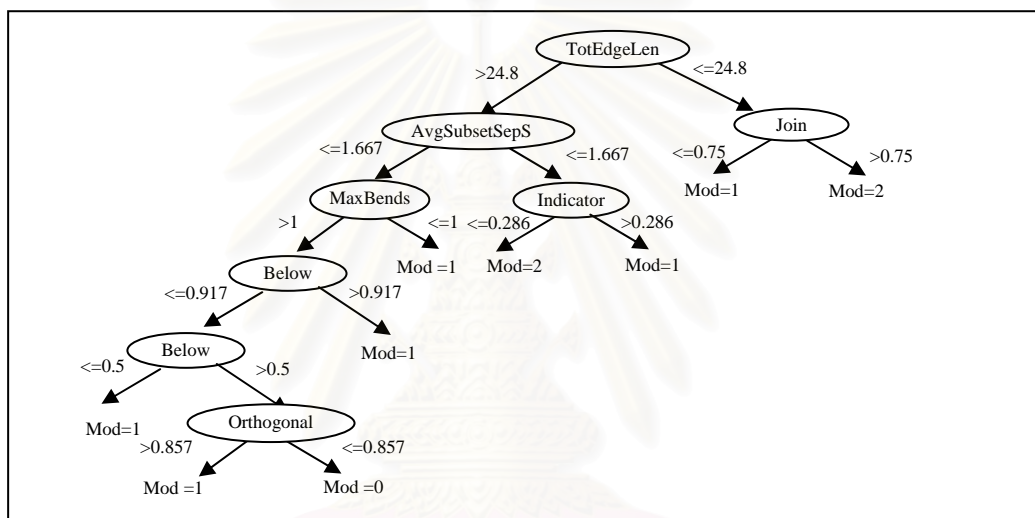 TotEdgeLen
>24.8
<=24.8
AvgSubsetSepS
Join
<=1.667
<=1.667
<=0.75
>0.75
MaxBends
Indicator
Mod=1
Mod=2
>1
<=1
<=0.286
>0.286
Below
Mod =1
Mod=2
Mod=1
<=0.917
>0.917
Below
Mod=1
<=0.5
>0.5
Mod=1
Orthogonal
>0.857
<=0.857
Mod =1
Mod =0